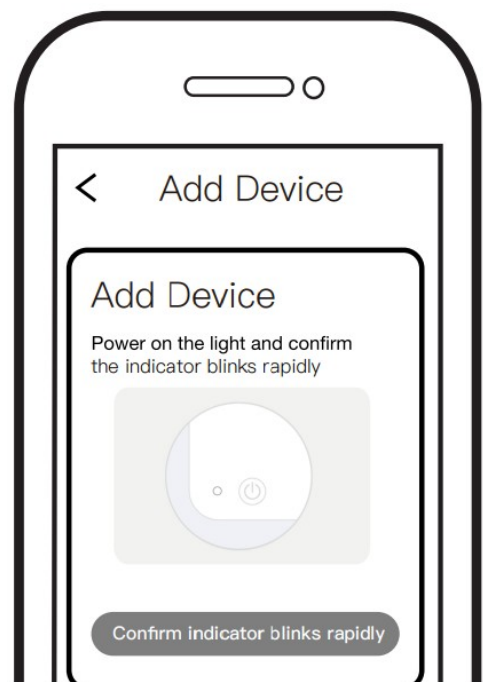 Add Device
Add Device
Power on the light and confirm
the indicator blinks rapidly
Confirm indicator blinks rapidly